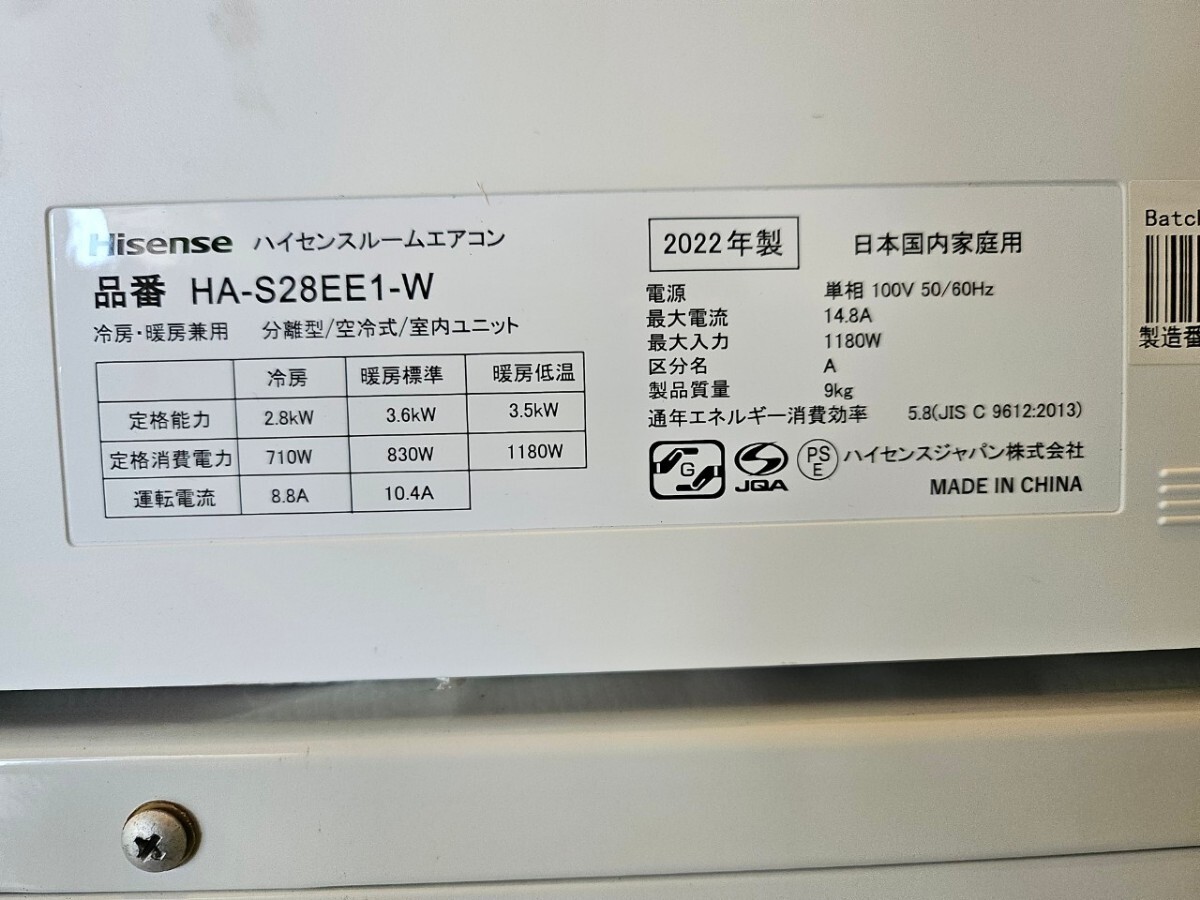 Hisense ハイセンスルームエアコン
品番 HA-S28EE1-W
冷房・暖房兼用 分離型/空冷式/室内ユニット
冷房 暖房標準 暖房低温
定格能力 2.8kW 3.6kW 3.5kW
定格消費電力 710W 830W 1180W
運転電流 8.8A 10.4A
2022年製 日本国内家庭用
電源 単相 100V 50/60Hz
最大電流 14.8A
最大入力 1180W
区分名 A
製品質量 9kg
通年エネルギー消費効率 5.8(JIS C 9612:2013)
G JQA PS E ハイセンスジャパン株式会社
MADE IN CHINA
Batch
製造番